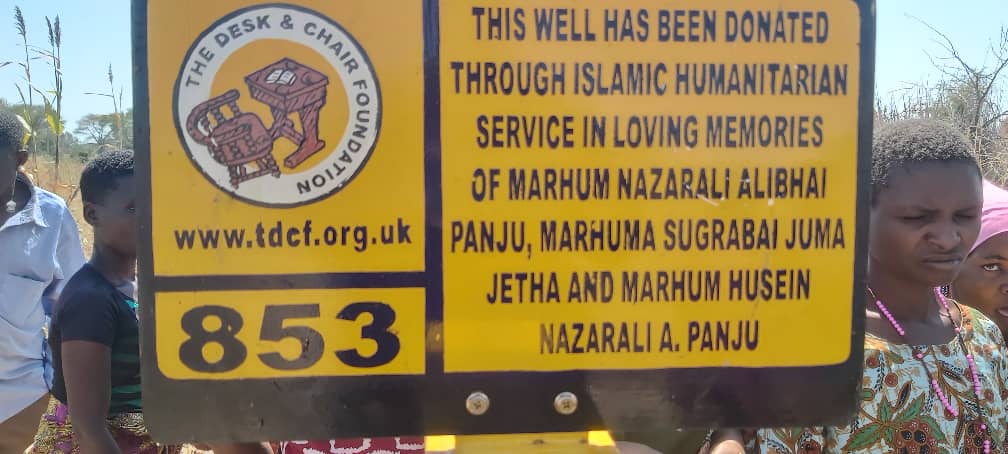 THE DESK & CHAIR FOUNDATION
www.tdcf.org.uk
853
THIS WELL HAS BEEN DONATED
THROUGH ISLAMIC HUMANITARIAN
SERVICE IN LOVING MEMORIES
OF MARHUM NAZARALI ALIBHAI
PANJU, MARHUMA SUGRABAI JUMA
JETHA AND MARHUM HUSEIN
NAZARALI A. PANJU